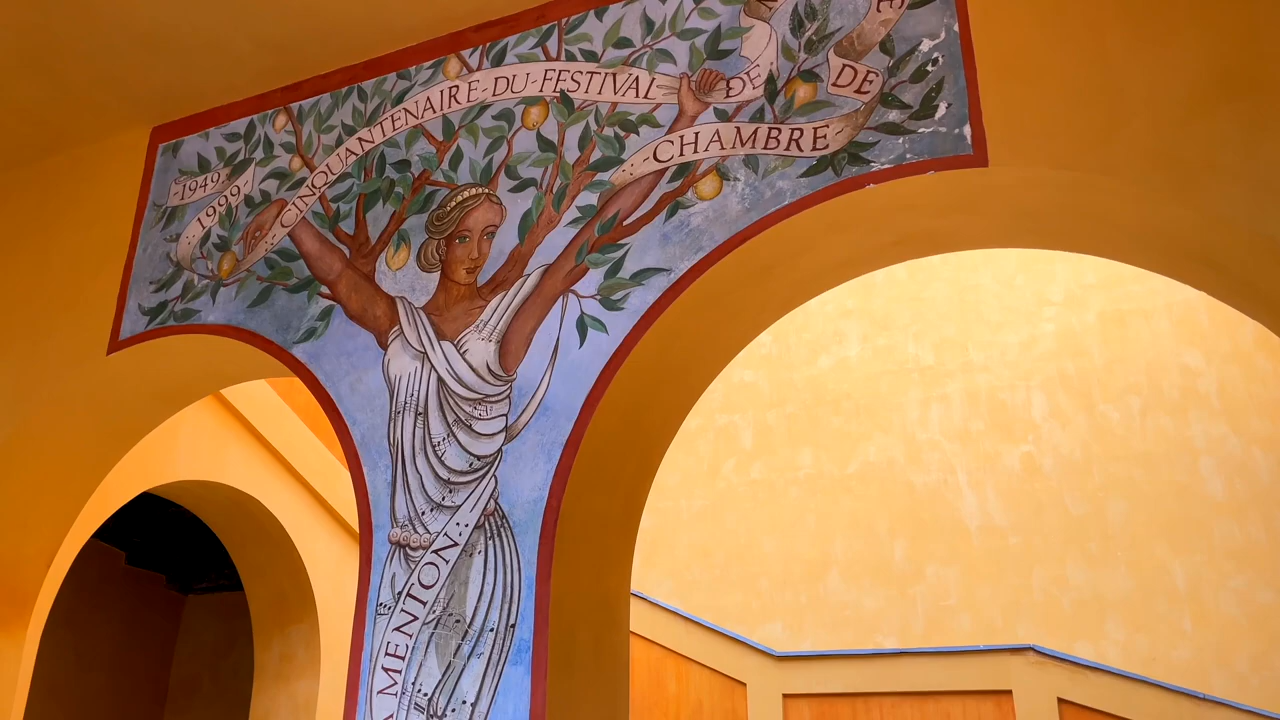 1949
1999
CINQUANTENAIRE·DU·FESTIVAL
DE
DE
CHAMBRE
A MENTON